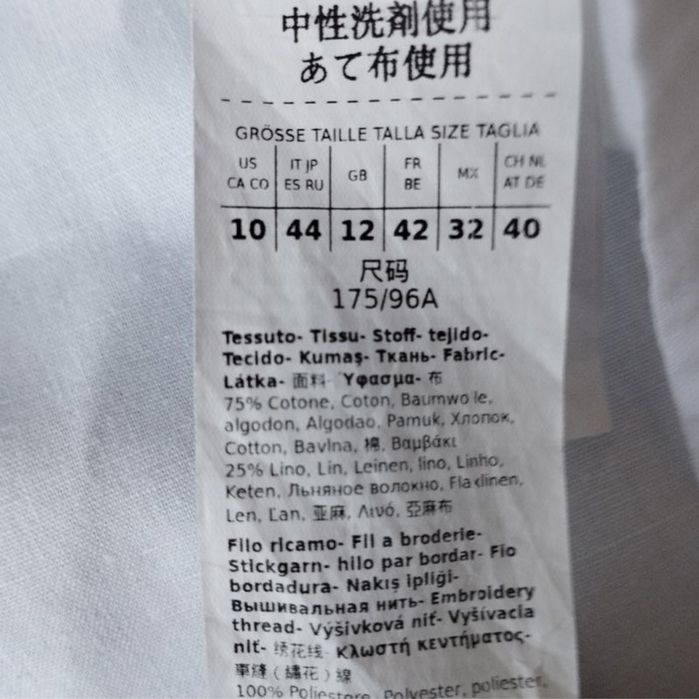 中性洗剤使用
あて布使用
GRÖSSE TAILLE TALLA SIZE TAGLIA
US CA CO IT JP ES RU GB FR BE MX CH NL AT DE
10 44 12 42 32 40
尺码
175/96A
Tessuto- Tissu- Stoff- tejido-
Tecido- Kumaş- Ткань- Fabric-
Látka- 面料- Ύφασμα- 布
75% Cotone, Coton, Baumwolle,
algodon, Algodao, Pamuk, Хлопок,
Cotton, Bavlna, 棉, Βαμβάκι
25% Lino, Lin, Leinen, lino, Linho,
Keten, Льняное волокно, Flax linen,
Len, Ľan, 亚麻, Λινό, 亞麻布
Filo ricamo- Fil a broderie-
Stickgarn- hilo par bordar- Fio
bordadura- Nakış ipliği-
Вышивальная нить- Embroidery
thread- Výšivková niť- Vyšívacia
niť- 绣花线- Κλωστή κεντήματος-
車縫（繡花）線
100% Poliestere, Polyester, poliester,